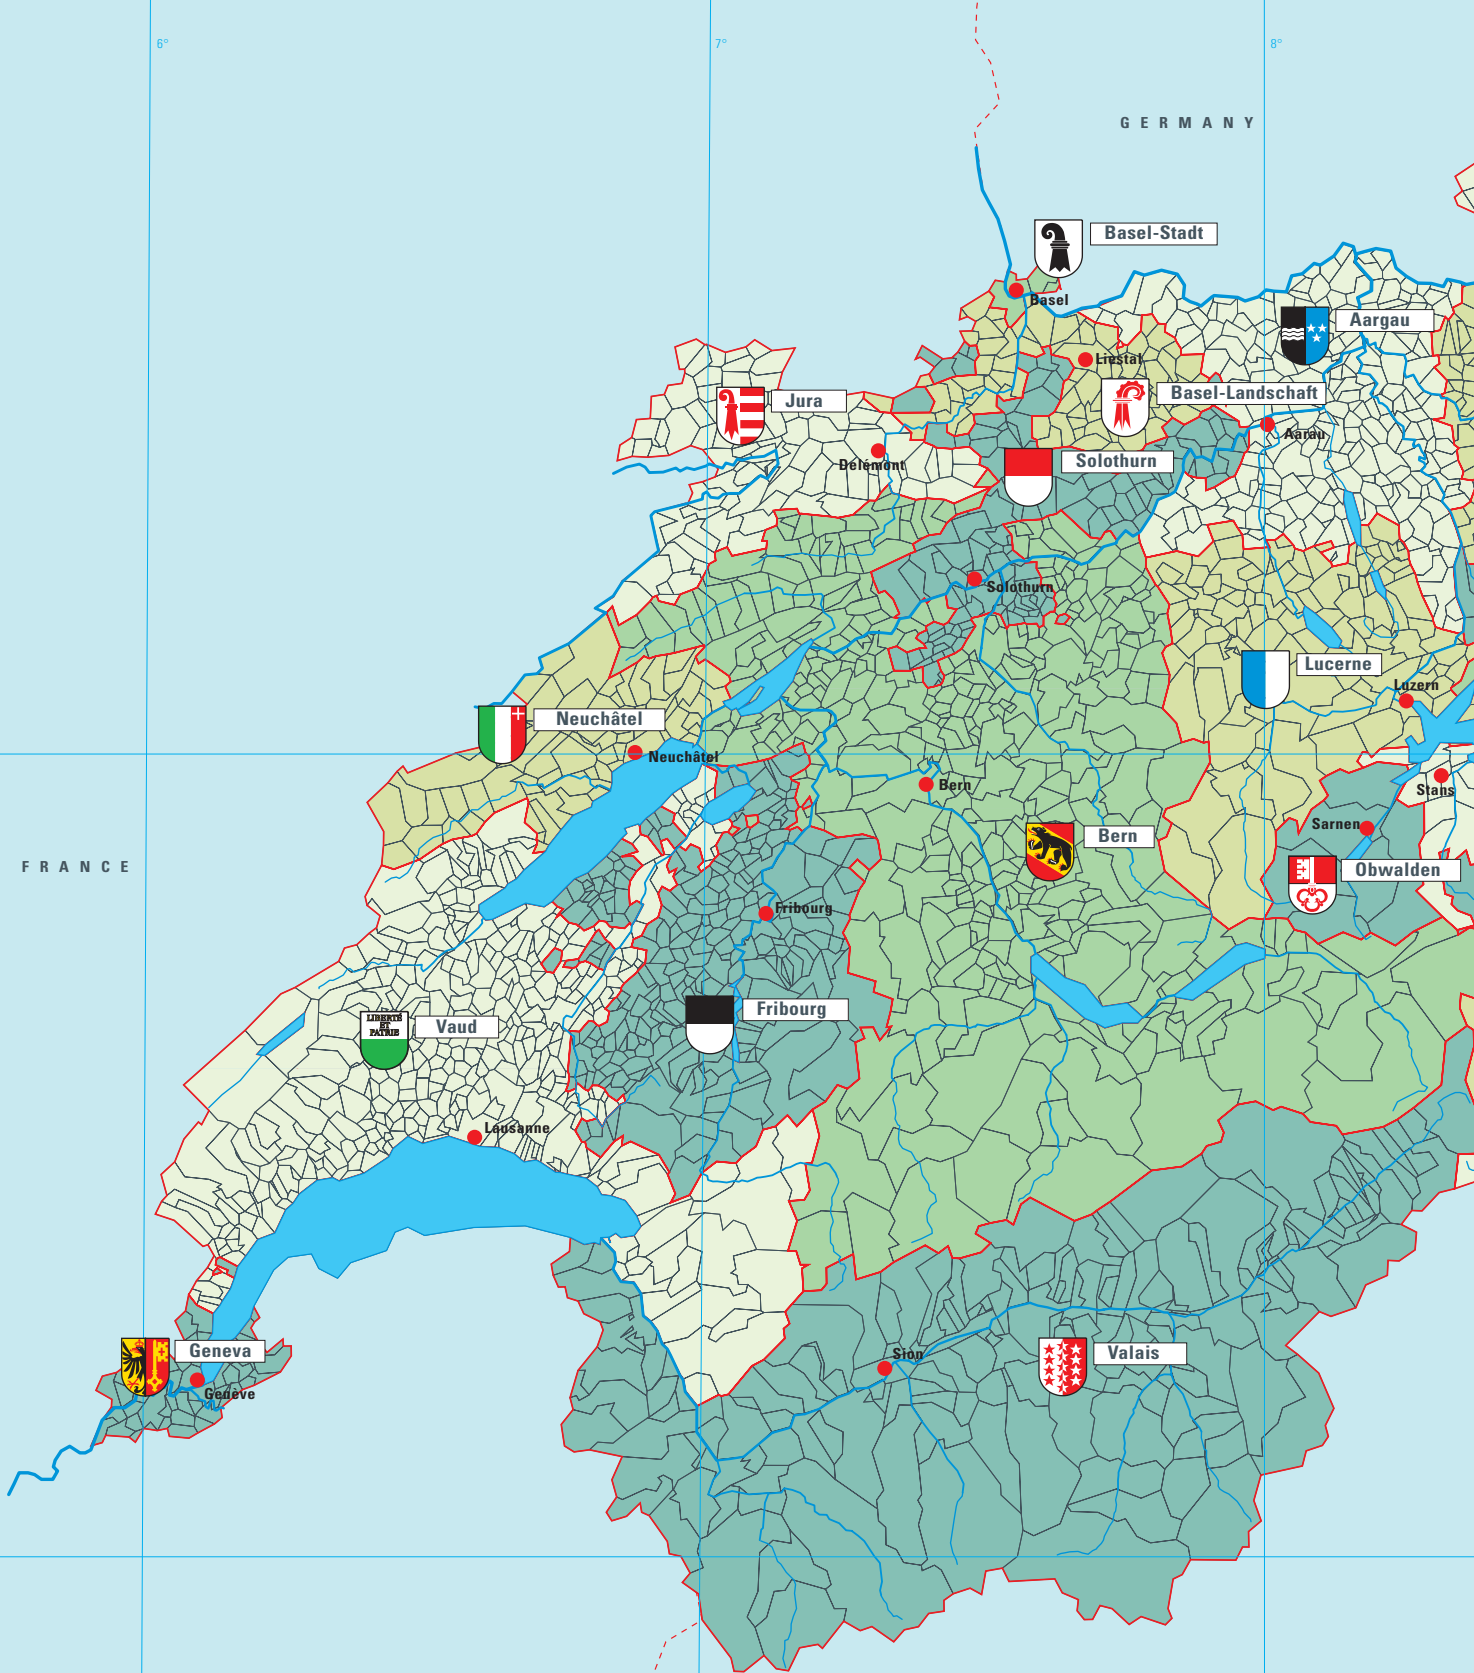 6°
7°
8°
GERMANY
Basel-Stadt
Basel
Aargau
Liestal
Basel-Landschaft
Jura
Aarau
Delémont
Solothurn
Solothurn
Lucerne
Luzern
Neuchâtel
Neuchâtel
Bern
Stans
Sarnen
Bern
FRANCE
Obwalden
Fribourg
Fribourg
LIBERTÉ
ET
PATRIE
Vaud
Lausanne
Geneva
Genève
Sion
Valais